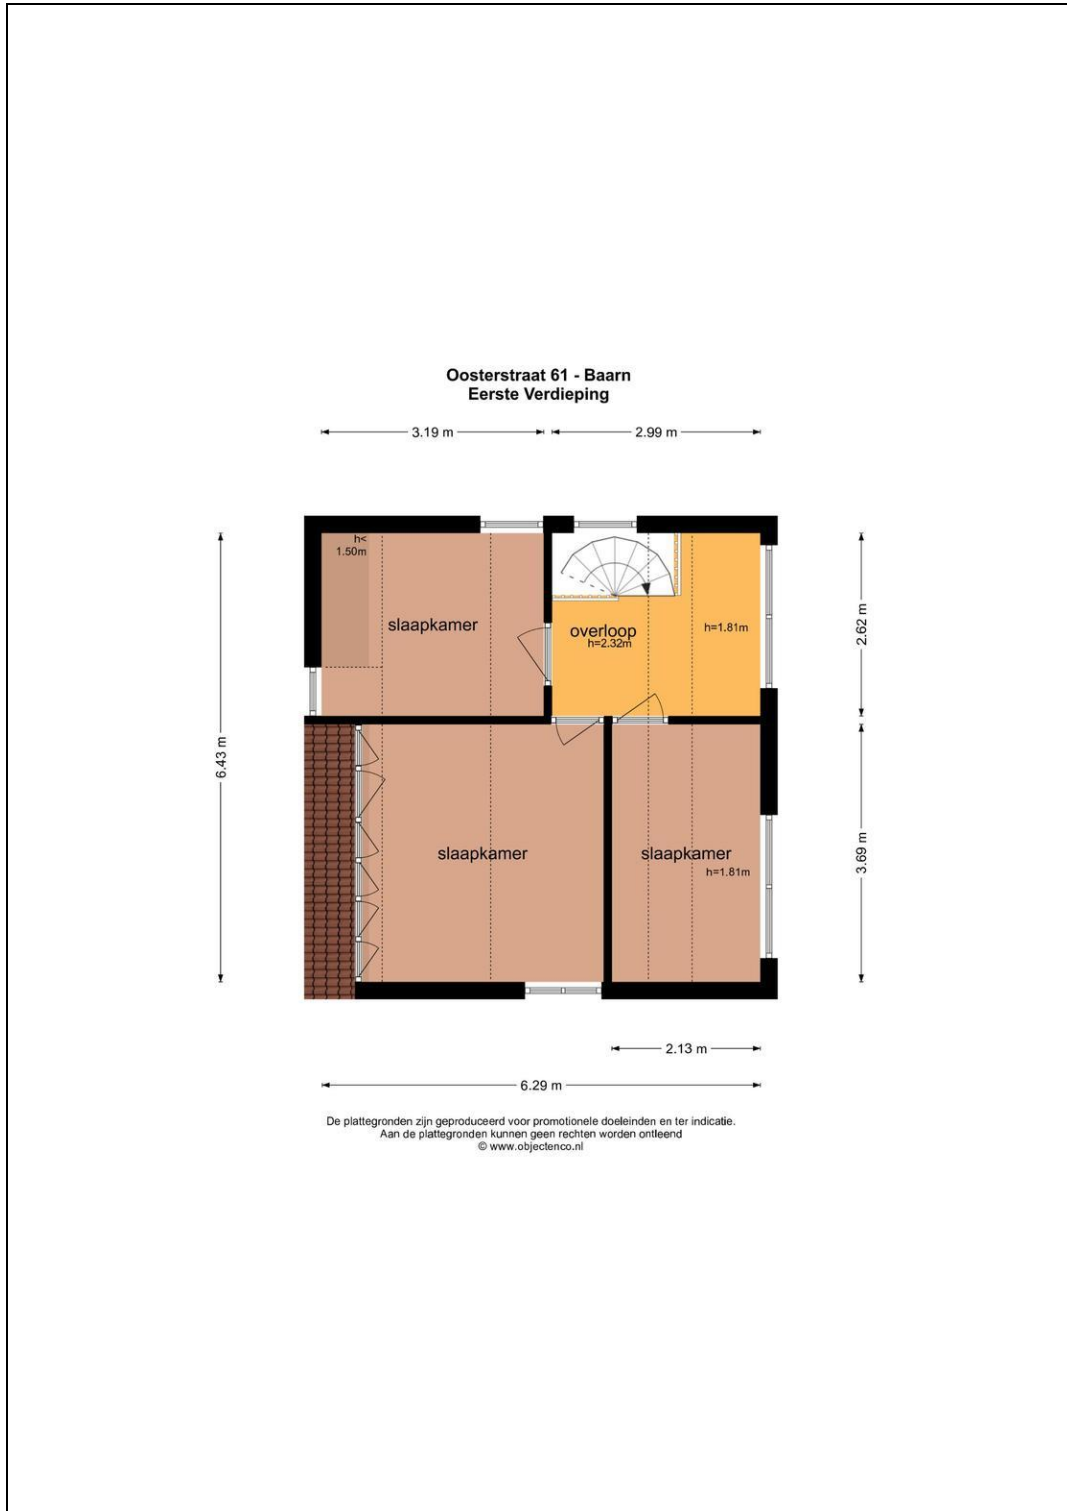 Oosterstraat 61 - Baarn
Eerste Verdieping
3.19 m
2.99 m
h<
1.50m
slaapkamer
overloop
h=2.32m
h=1.81m
2.62 m
6.43 m
slaapkamer
slaapkamer
h=1.81m
3.69 m
2.13 m
6.29 m
De plattegronden zijn geproduceerd voor promotionele doeleinden en ter indicatie.
Aan de plattegronden kunnen geen rechten worden ontleend
© www.objectenco.nl